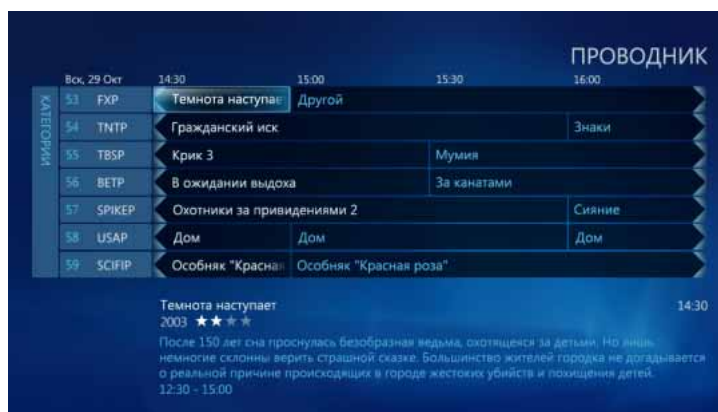 ПРОВОДНИК
Вск, 29 Окт 14:30 15:00 15:30 16:00
КАТЕГОРИИ
53 FXP Темнота наступае Другой
54 TNTP Гражданский иск Знаки
55 TBSP Крик 3 Мумия
56 BETP В ожидании выдоха За канатами
57 SPIKEP Охотники за привидениями 2 Сияние
58 USAP Дом Дом Дом
59 SCIFIP Особняк "Красная Особняк "Красная роза"
Темнота наступает 14:30
2003
После 150 лет сна проснулась безобразная ведьма, охотящееся за детьми. Но лишь
немногие склонны верить страшной сказке. Большинство жителей городка не догадывается
о реальной причине происходящих в городе жестоких убийств и похищения детей.
12:30 - 15:00